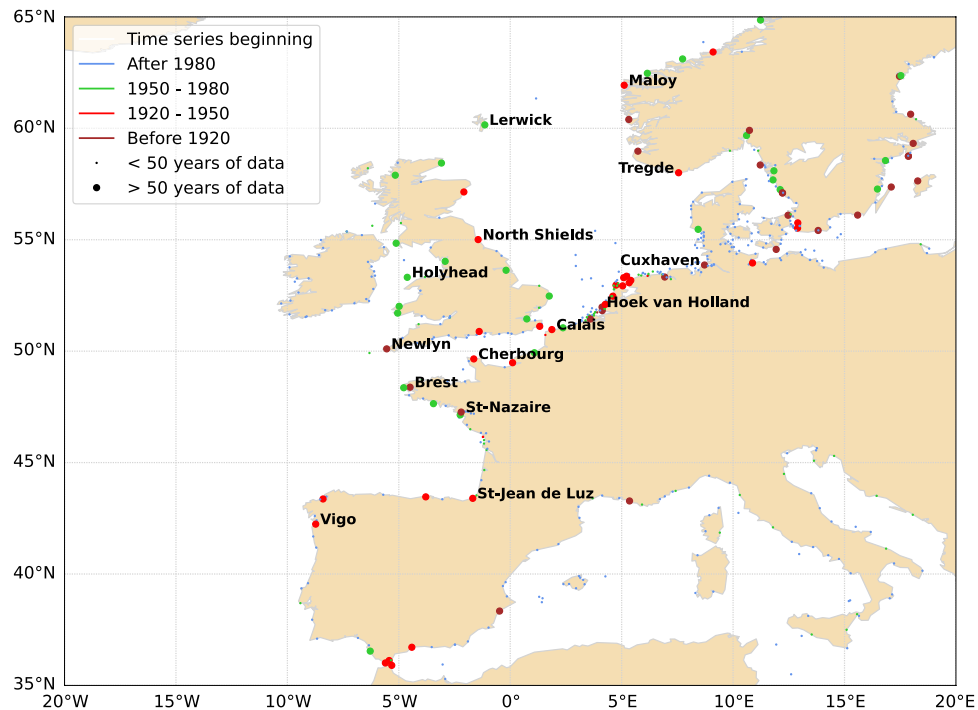 65°N
Time series beginning
After 1980
1950 - 1980
1920 - 1950
Before 1920
< 50 years of data
> 50 years of data
Maloy
60°N
Lerwick
Tregde
55°N
North Shields
Cuxhaven
Holyhead
Hoek van Holland
Calais
50°N
Newlyn
Cherbourg
Brest
St-Nazaire
45°N
St-Jean de Luz
Vigo
40°N
35°N
20°W 15°W 10°W 5°W 0° 5°E 10°E 15°E 20°E